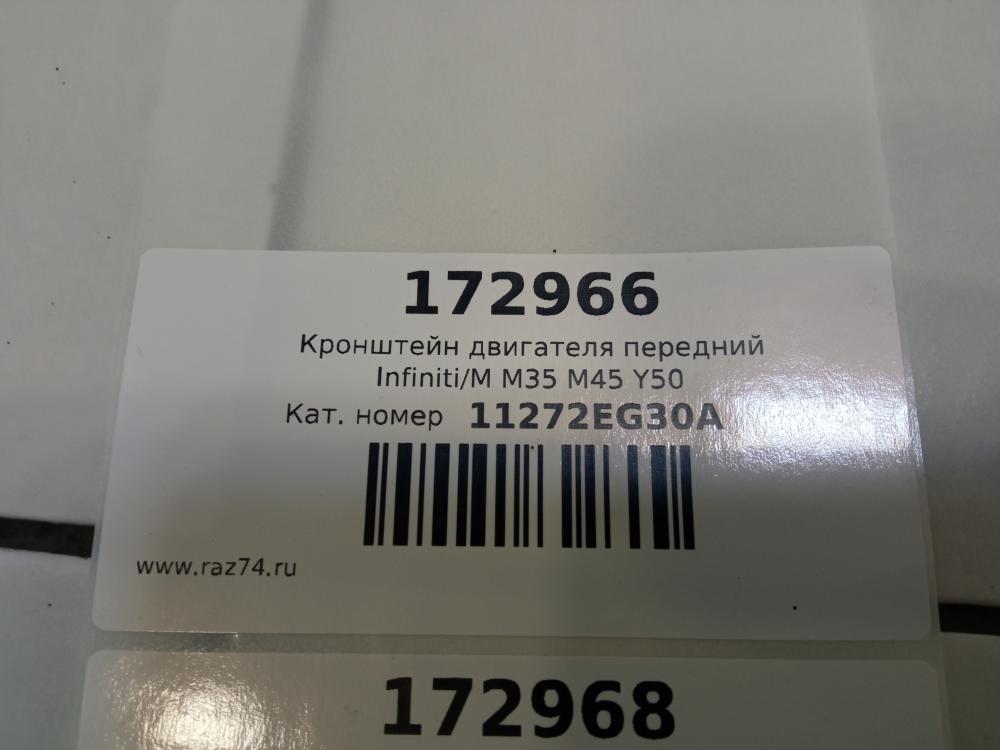 172966
Кронштейн двигателя передний
Infiniti/M M35 M45 Y50
Кат. номер 11272EG30A
www.raz74.ru
172968